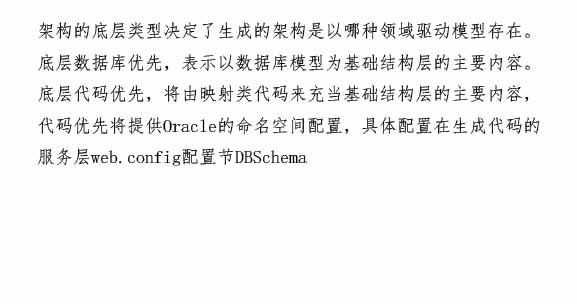 架构的底层类型决定了生成的架构是以哪种领域驱动模型存在。
底层数据库优先，表示以数据库模型为基础结构层的主要内容。
底层代码优先，将由映射类代码来充当基础结构层的主要内容，
代码优先将提供Oracle的命名空间配置，具体配置在生成代码的
服务层web.config配置节DBSchema